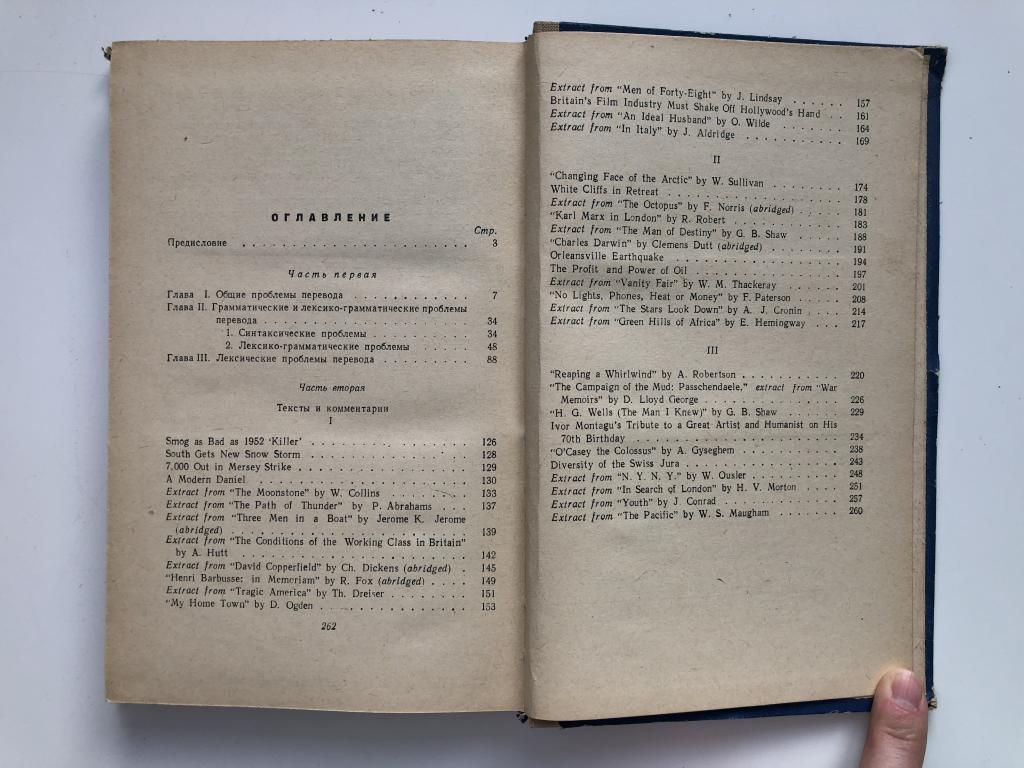 ОГЛАВЛЕНИЕ
Стр.
Предисловие . . . . . . . . . . . . . . . . . . 3
Часть первая
Глава I. Общие проблемы перевода . . . . . . . . . 7
Глава II. Грамматические и лексико-грамматические проблемы
перевода . . . . . . . . . . . . . . . . 34
1. Синтаксические проблемы . . . . . . . . 34
2. Лексико-грамматические проблемы . . . . . 48
Глава III. Лексические проблемы перевода . . . . . . . 88
Часть вторая
Тексты и комментарии
I
Smog as Bad as 1952 'Killer' . . . . . . . . . . . . 126
South Gets New Snow Storm . . . . . . . . . . . . 128
7,000 Out in Mersey Strike . . . . . . . . . . . . . 129
A Modern Daniel . . . . . . . . . . . . . . . . . 130
Extract from "The Moonstone" by W. Collins . . . . . . 133
Extract from "The Path of Thunder" by P. Abrahams . . . . 137
Extract from "Three Men in a Boat" by Jerome K. Jerome
(abridged) . . . . . . . . . . . . . . . . . 139
Extract from "The Conditions of the Working Class in Britain"
by A. Hutt . . . . . . . . . . . . . . . . . 142
Extract from "David Copperfield" by Ch. Dickens (abridged) . 145
"Henri Barbusse: in Memoriam" by R. Fox (abridged) . . . . 149
Extract from "Tragic America" by Th. Dreiser . . . . . . 151
"My Home Town" by D. Ogden . . . . . . . . . . . . 153
262
Extract from "Men of Forty-Eight" by J. Lindsay . . . . . . 157
Britain's Film Industry Must Shake Off Hollywood's Hand . . 161
Extract from "An Ideal Husband" by O. Wilde . . . . . . 164
Extract from "In Italy" by J. Aldridge . . . . . . . . . 169
II
"Changing Face of the Arctic" by W. Sullivan . . . . . . . 174
White Cliffs in Retreat . . . . . . . . . . . . . . 178
Extract from "The Octopus" by F. Norris (abridged) . . . . 181
"Karl Marx in London" by R. Robert . . . . . . . . . 183
Extract from "The Man of Destiny" by G. B. Shaw . . . . . 188
"Charles Darwin" by Clemens Dutt (abridged) . . . . . . . 191
Orleansville Earthquake . . . . . . . . . . . . . . 194
The Profit and Power of Oil . . . . . . . . . . . . 197
Extract from "Vanity Fair" by W. M. Thackeray . . . . . . 201
"No Lights, Phones, Heat or Money" by F. Paterson . . . . 208
Extract from "The Stars Look Down" by A. J. Cronin . . . . 214
Extract from "Green Hills of Africa" by E. Hemingway . . . 217
III
"Reaping a Whirlwind" by A. Robertson . . . . . . . . . 220
"The Campaign of the Mud: Passchendaele," extract from "War
Memoirs" by D. Lloyd George . . . . . . . . . . . 226
"H. G. Wells (The Man I Knew)" by G. B. Shaw . . . . . . 229
Ivor Montagu's Tribute to a Great Artist and Humanist on His
70th Birthday . . . . . . . . . . . . . . . . 234
"O'Casey the Colossus" by A. Gyseghem . . . . . . . . 238
Diversity of the Swiss Jura . . . . . . . . . . . . . 243
Extract from "N. Y. N. Y." by W. Ousler . . . . . . . . 248
Extract from "In Search of London" by H. V. Morton . . . . 251
Extract from "Youth" by J. Conrad . . . . . . . . . . 257
Extract from "The Pacific" by W. S. Maugham . . . . . . 260